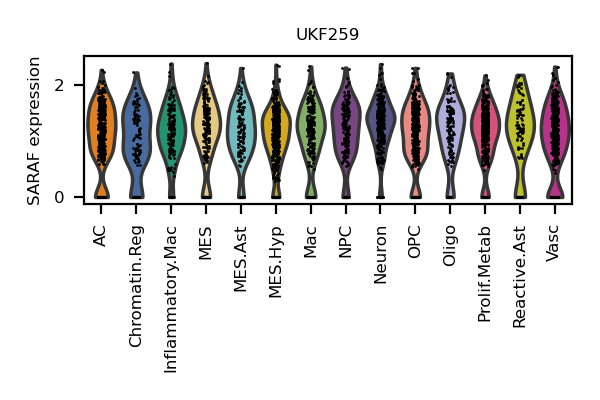 UKF259
SARAF expression
2
0
AC
Chromatin.Reg
Inflammatory.Mac
MES
MES.Ast
MES.Hyp
Mac
NPC
Neuron
OPC
Oligo
Prolif.Metab
Reactive.Ast
Vasc